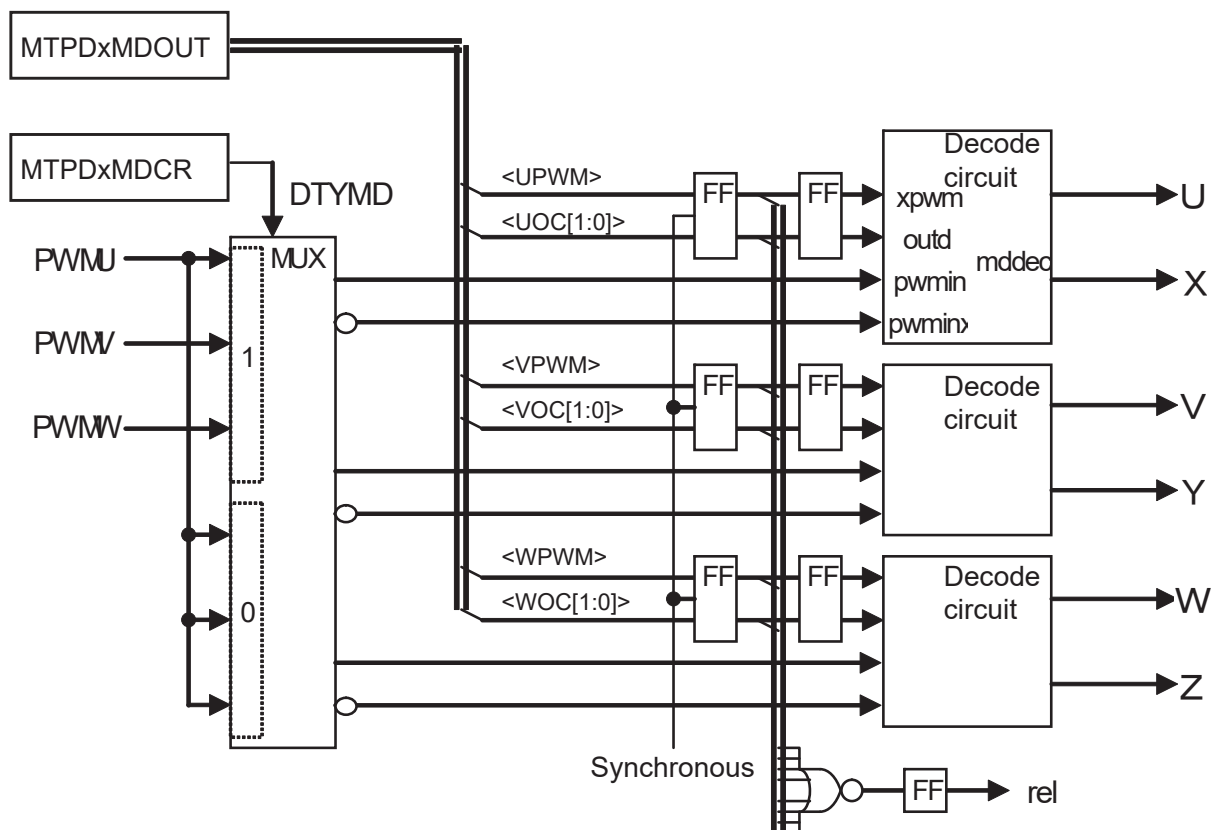 MTPDxMDOUT
MTPDxMDCR
DTYMD
MUX
PWMU
PWMV
PWMW
1
0
<UPWM>
<UOC[1:0]>
FF
FF
Decode
circuit
xpwm
outd
mddec
pwmin
pwminx
U
X
<VPWM>
<VOC[1:0]>
FF
FF
Decode
circuit
V
Y
<WPWM>
<WOC[1:0]>
FF
FF
Decode
circuit
W
Z
Synchronous
FF
rel